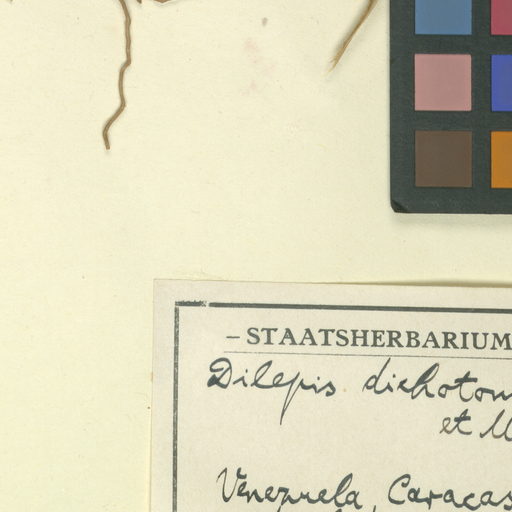 – STAATSHERBARIUM
Dilepis dichotom
et
Venezuela, Caracas